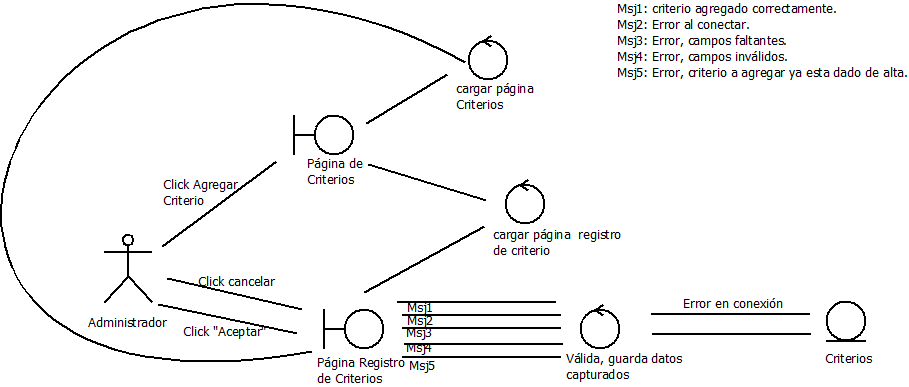 Msj1: criterio agregado correctamente.
Msj2: Error al conectar.
Msj3: Error, campos faltantes.
Msj4: Error, campos inválidos.
Msj5: Error, criterio a agregar ya esta dado de alta.
cargar página
Criterios
Página de
Criterios
Click Agregar
Criterio
cargar página registro
de criterio
Click cancelar
Administrador
Click "Aceptar"
Msj1
Msj2
Msj3
Msj4
Msj5
Error en conexión
Página Registro
de Criterios
Válida, guarda datos
capturados
Criterios